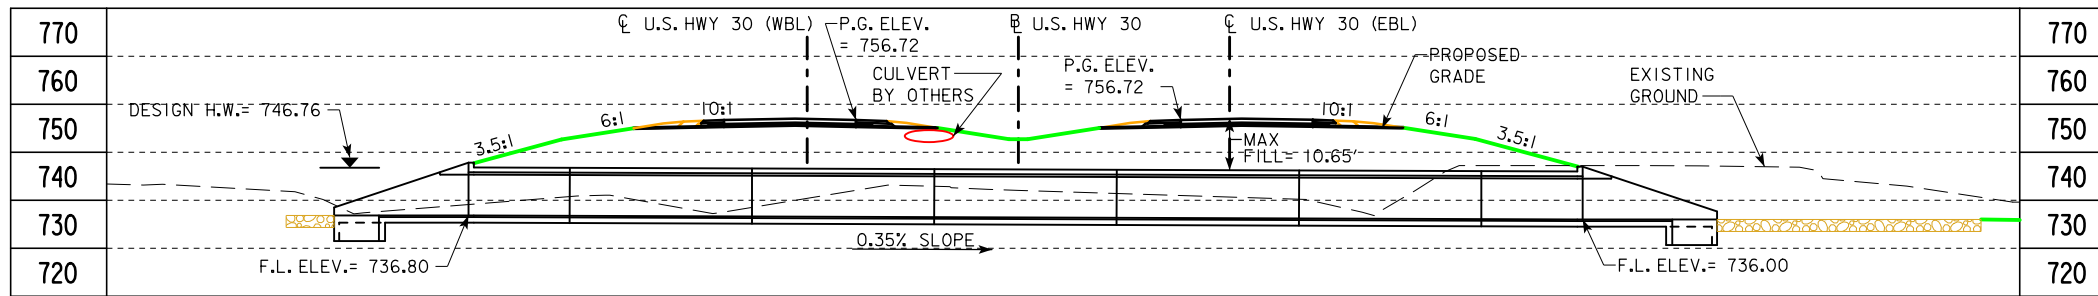 770
℄ U.S. HWY 30 (WBL)
P.G. ELEV.
= 756.72
℄ U.S. HWY 30
℄ U.S. HWY 30 (EBL)
770
760
CULVERT
BY OTHERS
P.G. ELEV.
= 756.72
PROPOSED
GRADE
EXISTING
GROUND
760
DESIGN H.W.= 746.76
750
3.5:1
6:1
10:1
10:1
6:1
3.5:1
MAX
FILL= 10.65'
750
740
740
730
730
0.35% SLOPE
720
F.L. ELEV.= 736.80
F.L. ELEV.= 736.00
720